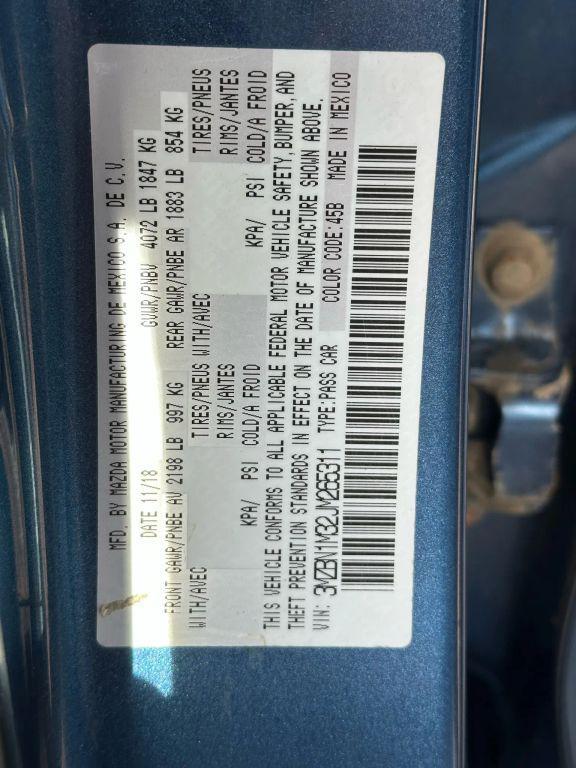 MFD. BY MAZDA MOTOR MANUFACTURING DE MEXICO S.A. DE C.V.
DATE 11/18 GVWR/PNBV 4072 LB 1847 KG
FRONT GAWR/PNBE AV 2198 LB 997 KG REAR GAWR/PNBE AR 1883 LB 854 KG
WITH/AVEC TIRES/PNEUS WITH/AVEC TIRES/PNEUS
RIMS/JANTES RIMS/JANTES
KPA/ PSI COLD/A FROID KPA/ PSI COLD/A FROID
THIS VEHICLE CONFORMS TO ALL APPLICABLE FEDERAL MOTOR VEHICLE SAFETY, BUMPER, AND
THEFT PREVENTION STANDARDS IN EFFECT ON THE DATE OF MANUFACTURE SHOWN ABOVE.
VIN: 3MZBN1M32JM265311 TYPE:PASS CAR COLOR CODE:45B MADE IN MEXICO